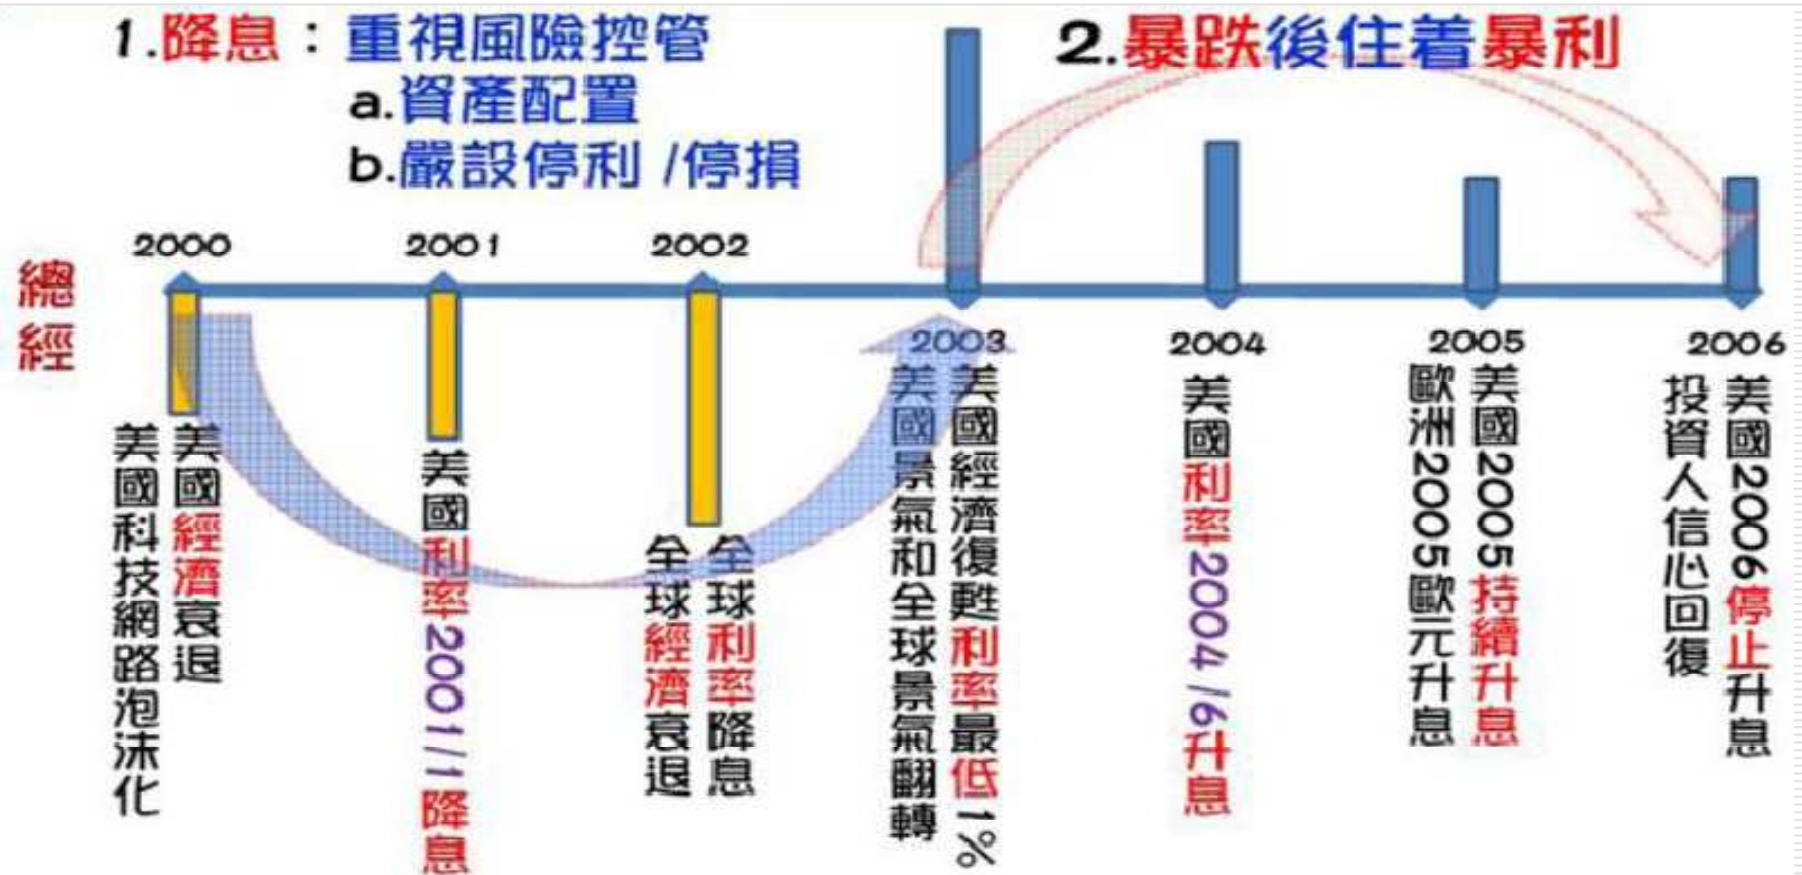 1.降息：重視風險控管
a.資產配置
b.嚴設停利/停損
2.暴跌後住着暴利
總經
2000
2001
2002
2003
2004
2005
2006
美國經濟衰退
美國科技網路泡沫化
美國利率2001/1降息
全球利率降息
全球經濟衰退
美國經濟復甦利率最低1%
美國景氣和全球景氣翻轉
美國利率2004/6升息
美國2005持續升息
歐洲2005歐元升息
美國2006停止升息
投資人信心回復